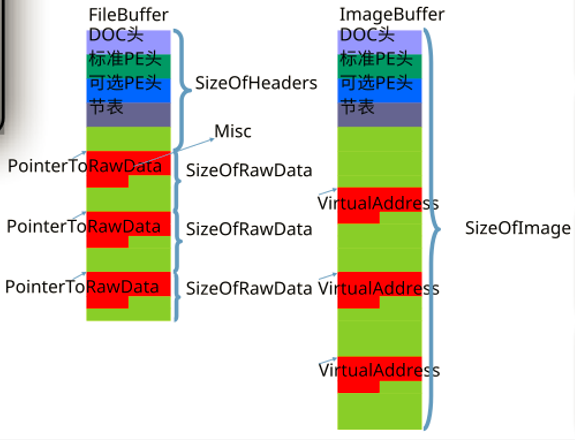 FileBuffer
DOC头
标准PE头
可选PE头
节表
SizeOfHeaders
Misc
PointerToRawData
SizeOfRawData
PointerToRawData
SizeOfRawData
PointerToRawData
SizeOfRawData
ImageBuffer
DOC头
标准PE头
可选PE头
节表
VirtualAddress
SizeOfImage
VirtualAddress
VirtualAddress